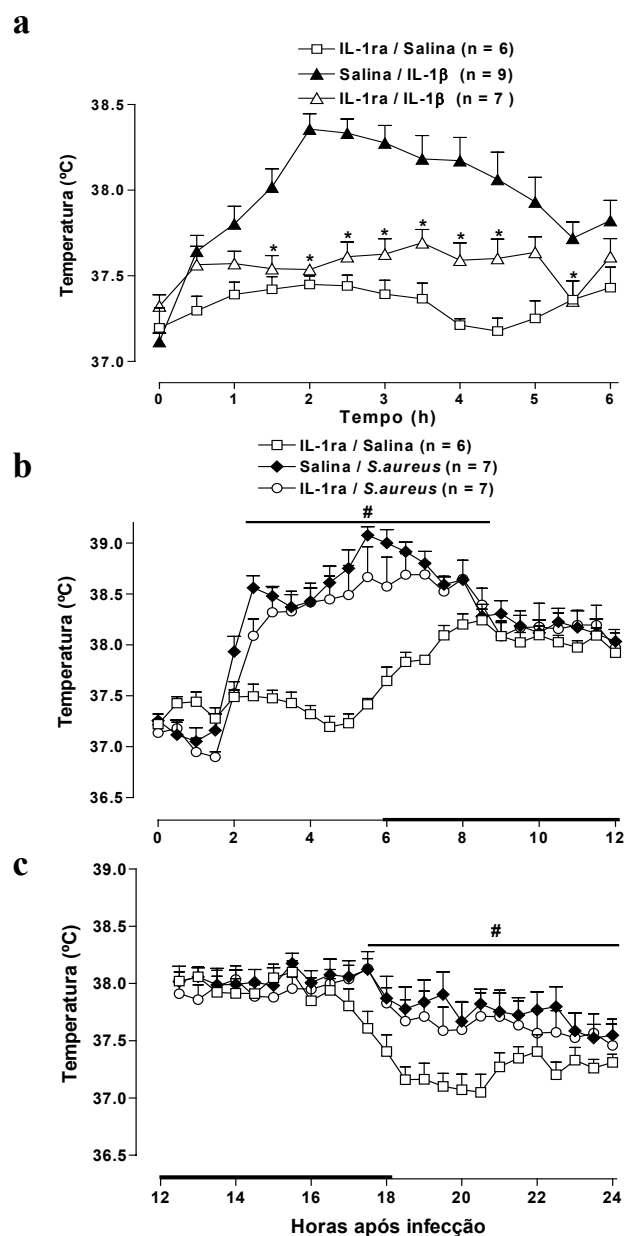 a
IL-1ra / Salina (n = 6)
Salina / IL-1β (n = 9)
IL-1ra / IL-1β (n = 7 )
38.5
38.0
37.5
37.0
Temperatura (ºC)
* * * * * * * *
0 1 2 3 4 5 6
Tempo (h)
b
IL-1ra / Salina (n = 6)
Salina / S.aureus (n = 7)
IL-1ra / S.aureus (n = 7)
#
39.0
38.5
38.0
37.5
37.0
36.5
Temperatura (ºC)
0 2 4 6 8 10 12
c
#
39.0
38.5
38.0
37.5
37.0
36.5
Temperatura (ºC)
12 14 16 18 20 22 24
Horas após infecção